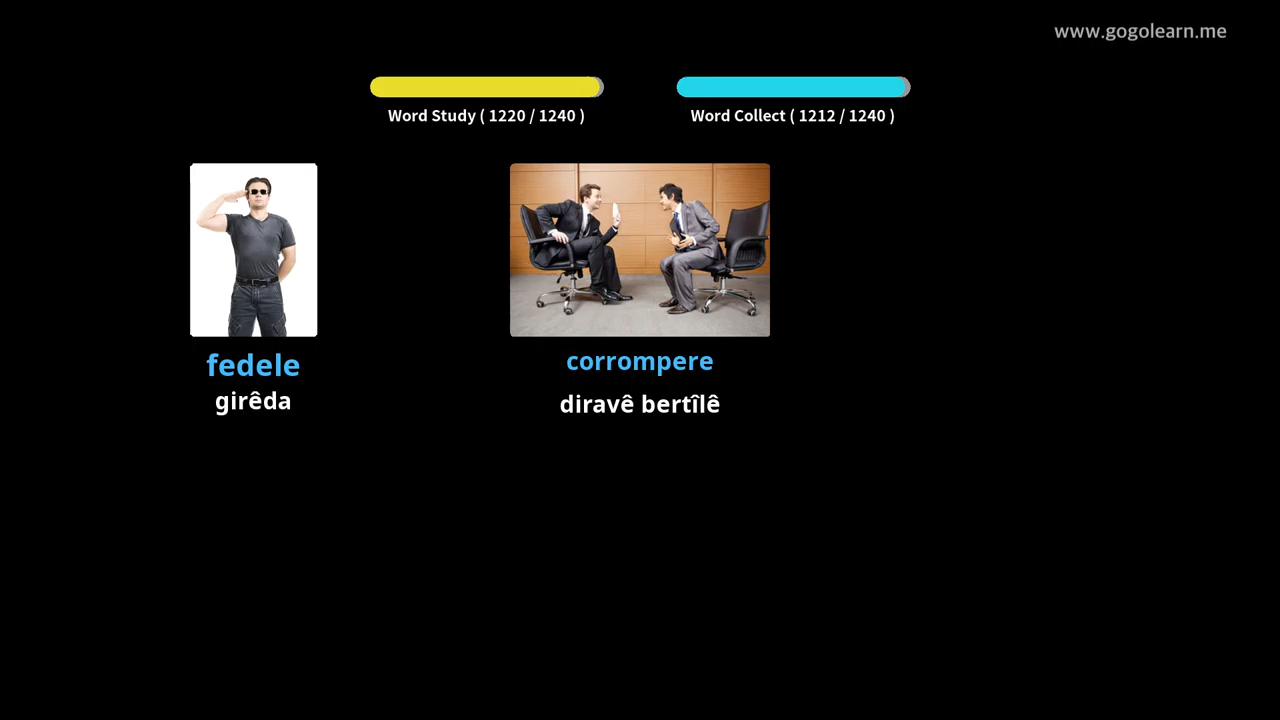 www.gogolearn.me
Word Study ( 1220 / 1240 )
Word Collect ( 1212 / 1240 )
fedele
girêda
corrompere
diravê bertîlê